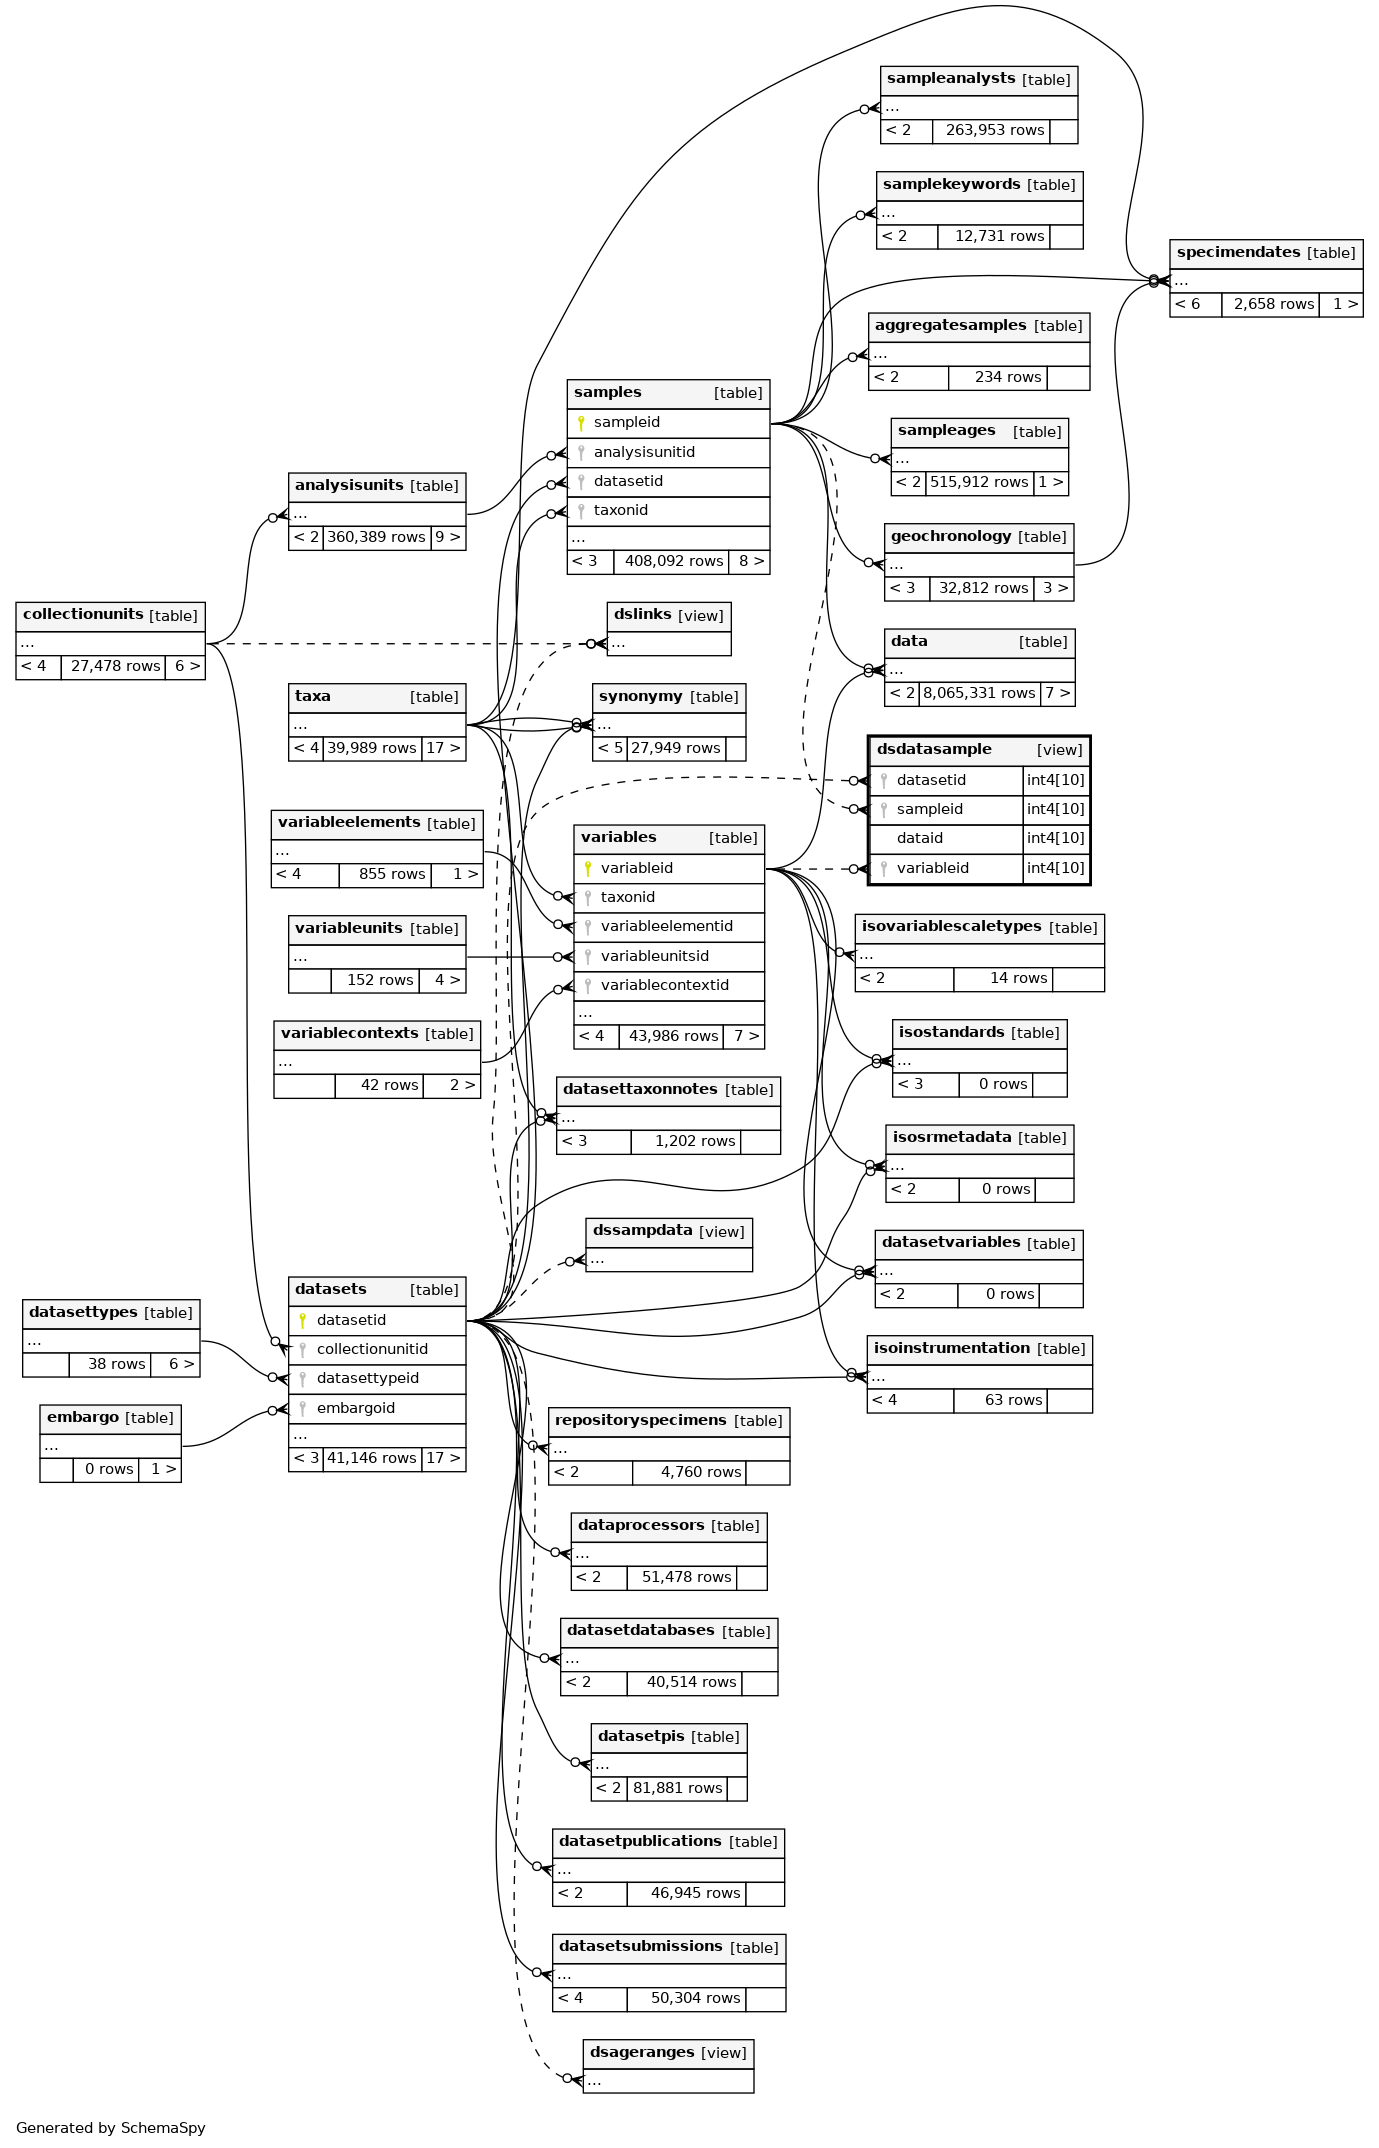 sampleanalysts [table]
...
< 2 263,953 rows
samplekeywords [table]
...
< 2 12,731 rows
specimendates [table]
...
< 6 2,658 rows 1 >
aggregatesamples [table]
...
< 2 234 rows
samples [table]
sampleid
analysisunitid
datasetid
taxonid
...
< 3 408,092 rows 8 >
sampleages [table]
...
< 2 515,912 rows 1 >
analysisunits [table]
...
< 2 360,389 rows 9 >
geochronology [table]
...
< 3 32,812 rows 3 >
collectionunits [table]
...
< 4 27,478 rows 6 >
dslinks [view]
...
data [table]
...
< 2 8,065,331 rows 7 >
taxa [table]
...
< 4 39,989 rows 17 >
synonymy [table]
...
< 5 27,949 rows
dsdatasample [view]
datasetid int4[10]
sampleid int4[10]
dataid int4[10]
variableid int4[10]
variableelements [table]
...
< 4 855 rows 1 >
variables [table]
variableid
taxonid
variableelementid
variableunitsid
variablecontextid
...
< 4 43,986 rows 7 >
variableunits [table]
...
152 rows 4 >
isovariablescaletypes [table]
...
< 2 14 rows
variablecontexts [table]
...
42 rows 2 >
isostandards [table]
...
< 3 0 rows
datasettaxonnotes [table]
...
< 3 1,202 rows
isosrmetadata [table]
...
< 2 0 rows
dssampdata [view]
...
datasetvariables [table]
...
< 2 0 rows
datasets [table]
datasetid
collectionunitid
datasettypeid
embargoid
...
< 3 41,146 rows 17 >
datasettypes [table]
...
38 rows 6 >
isoinstrumentation [table]
...
< 4 63 rows
embargo [table]
...
0 rows 1 >
repositoryspecimens [table]
...
< 2 4,760 rows
dataprocessors [table]
...
< 2 51,478 rows
datasetdatabases [table]
...
< 2 40,514 rows
datasetpis [table]
...
< 2 81,881 rows
datasetpublications [table]
...
< 2 46,945 rows
datasetsubmissions [table]
...
< 4 50,304 rows
dsageranges [view]
...
Generated by SchemaSpy